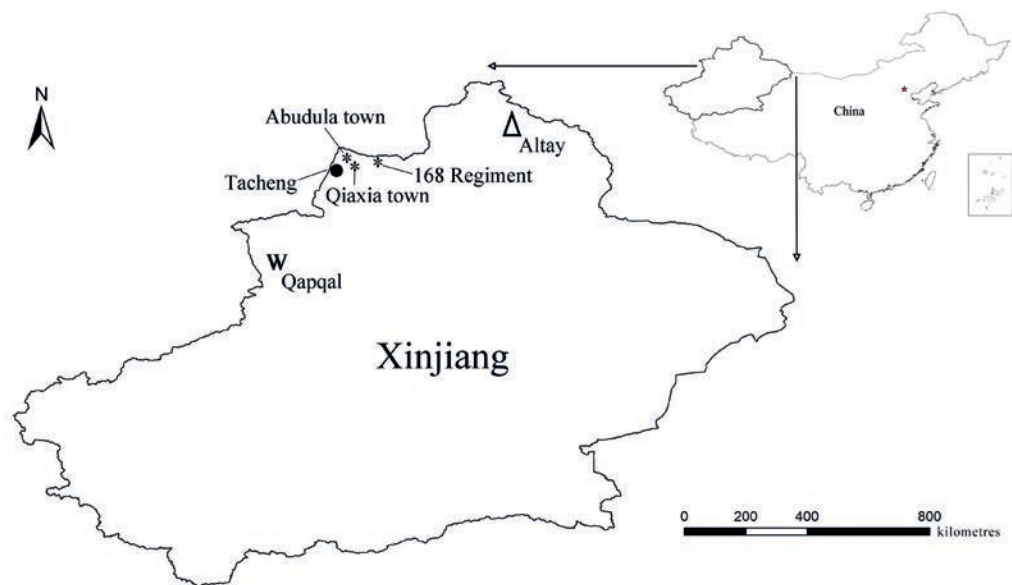 N
Abudula town
Altay
China
Tacheng
168 Regiment
Qiaxia town
W
Qapqal
Xinjiang
0 200 400 800
kilometres